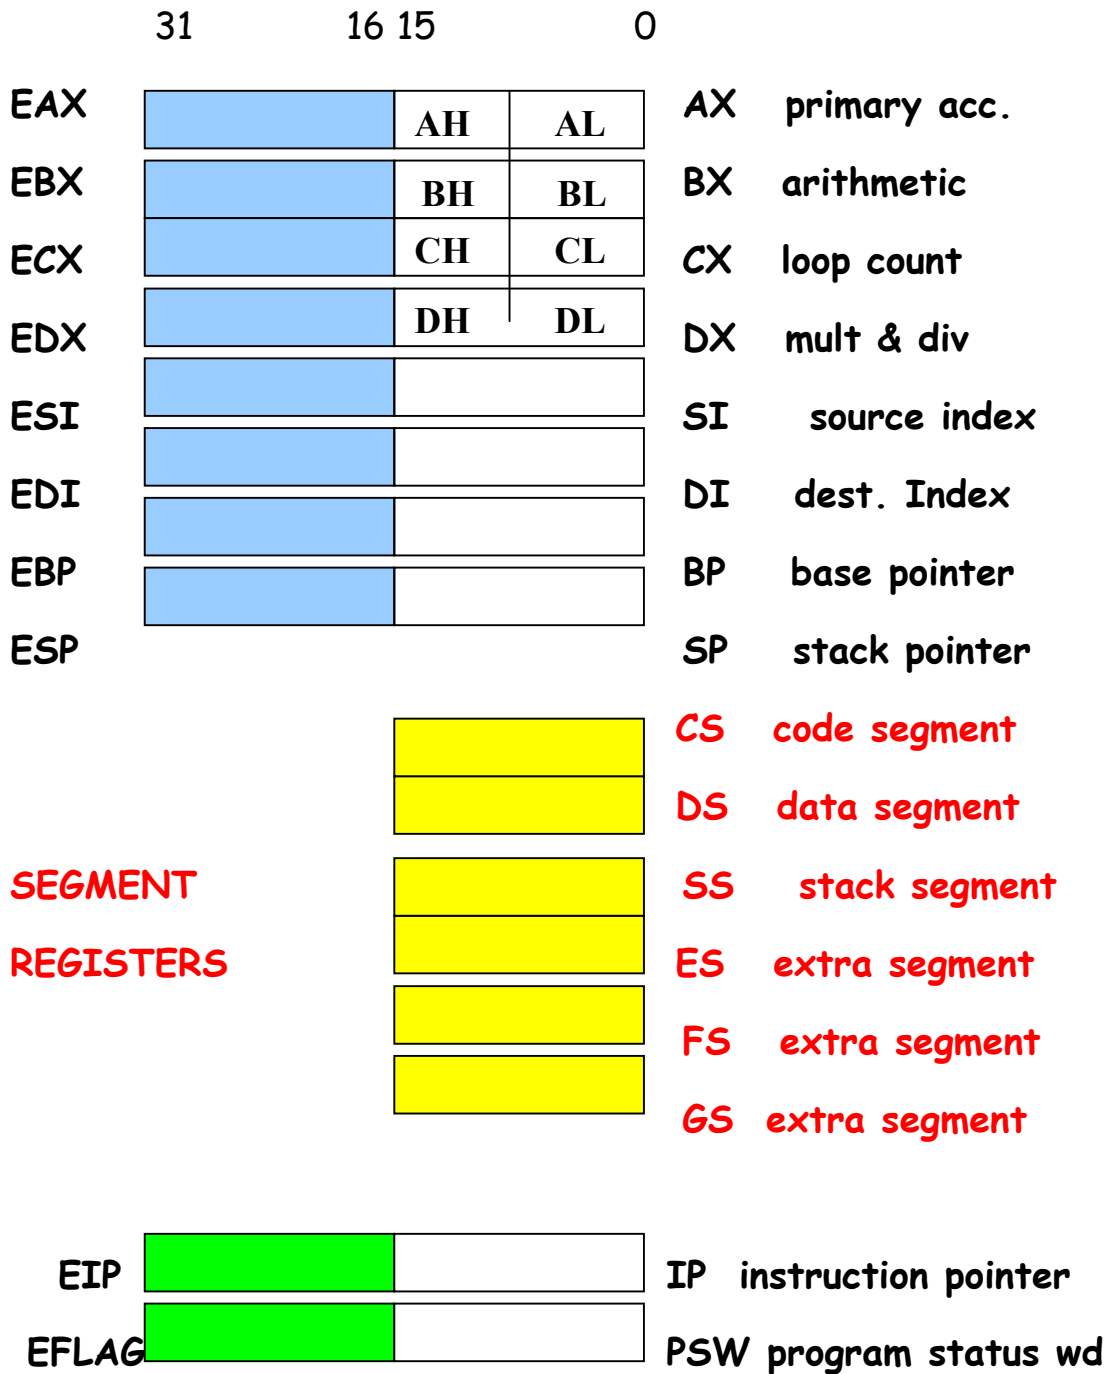 31 16 15 0
EAX AH AL AX primary acc.
EBX BH BL BX arithmetic
ECX CH CL CX loop count
EDX DH DL DX mult & div
ESI SI source index
EDI DI dest. Index
EBP BP base pointer
ESP SP stack pointer
CS code segment
DS data segment
SEGMENT SS stack segment
REGISTERS ES extra segment
FS extra segment
GS extra segment
EIP IP instruction pointer
EFLAG PSW program status wd